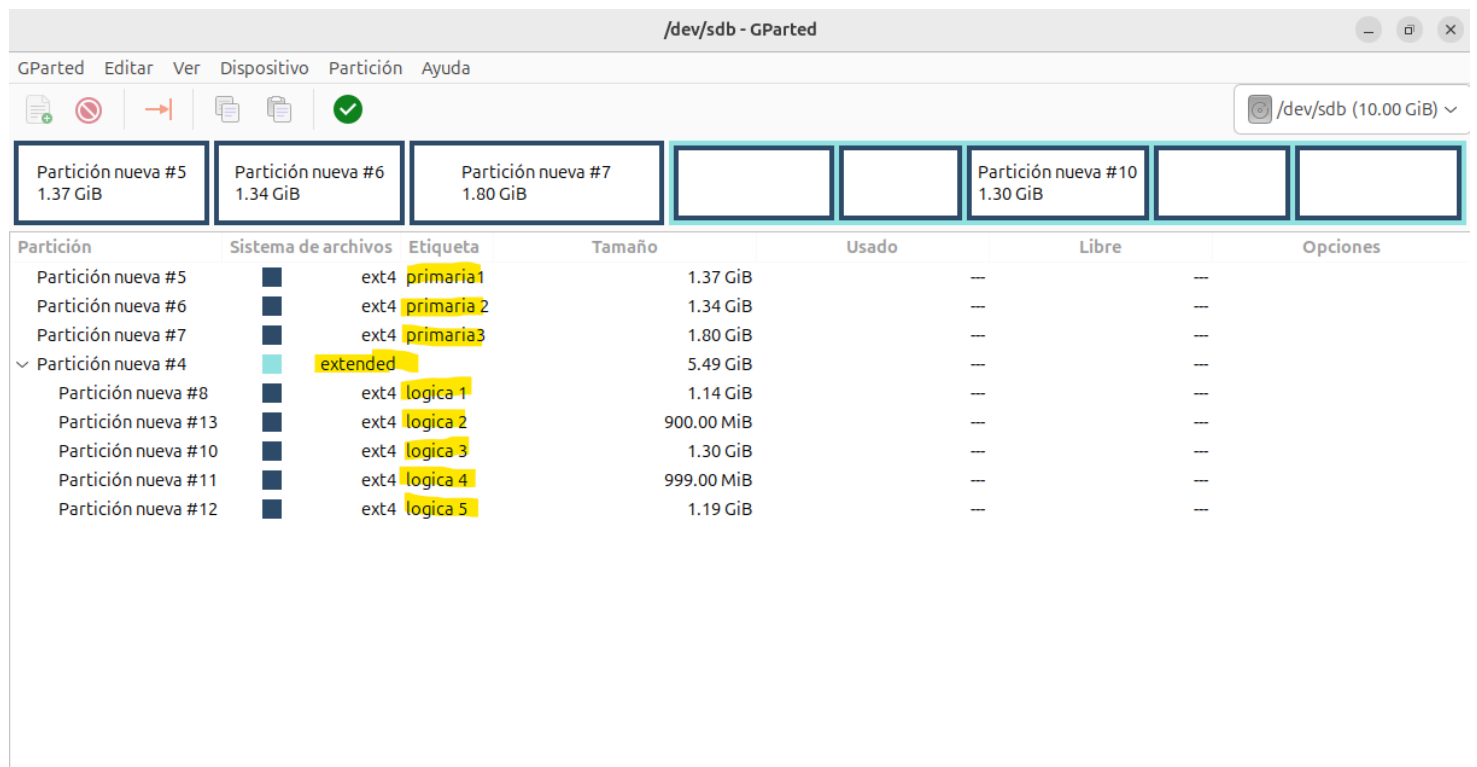 /dev/sdb - GParted
GParted Editar Ver Dispositivo Partición Ayuda
/dev/sdb (10.00 GiB)
Partición nueva #5 Partición nueva #6 Partición nueva #7 Partición nueva #10
1.37 GiB 1.34 GiB 1.80 GiB 1.30 GiB
Partición Sistema de archivos Etiqueta Tamaño Usado Libre Opciones
Partición nueva #5 ext4 primaria1 1.37 GiB --- ---
Partición nueva #6 ext4 primaria 2 1.34 GiB --- ---
Partición nueva #7 ext4 primaria3 1.80 GiB --- ---
Partición nueva #4 extended 5.49 GiB --- ---
Partición nueva #8 ext4 logica 1 1.14 GiB --- ---
Partición nueva #13 ext4 logica 2 900.00 MiB --- ---
Partición nueva #10 ext4 logica 3 1.30 GiB --- ---
Partición nueva #11 ext4 logica 4 999.00 MiB --- ---
Partición nueva #12 ext4 logica 5 1.19 GiB --- ---